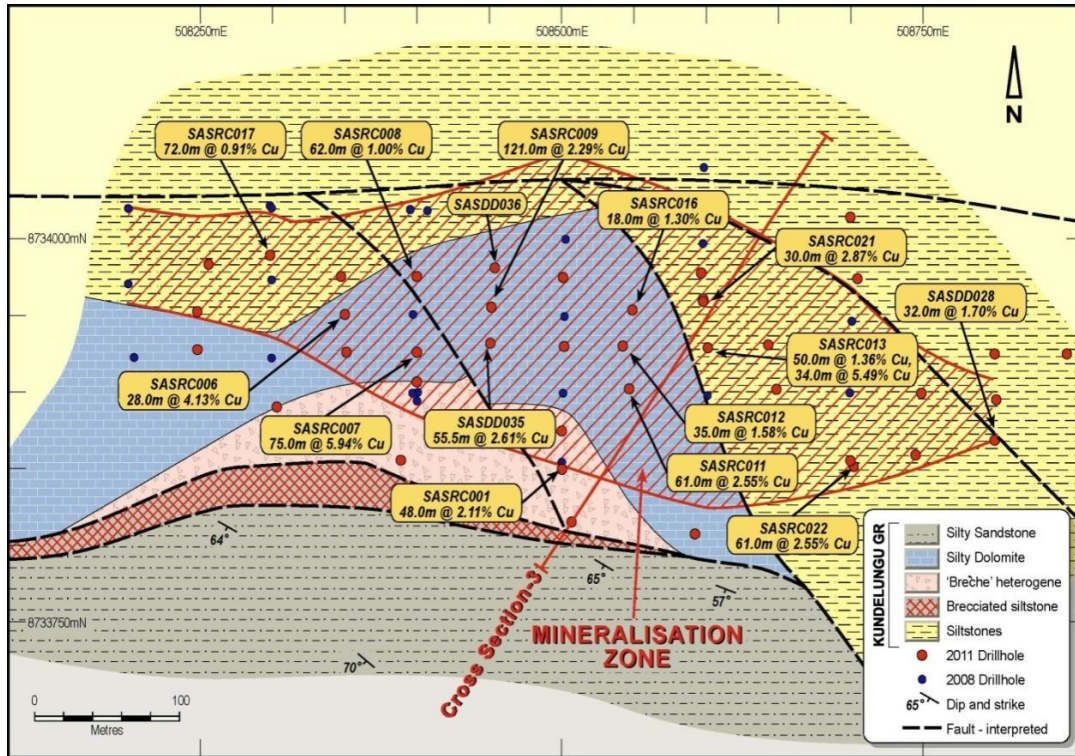 508250mE
508500mE
508750mE
N
SASRC017
72.0m @ 0.91% Cu
SASRC008
62.0m @ 1.00% Cu
SASRC009
121.0m @ 2.29% Cu
SASDD036
SASRC016
18.0m @ 1.30% Cu
8734000mN
SASRC021
30.0m @ 2.87% Cu
SASDD028
32.0m @ 1.70% Cu
SASRC013
50.0m @ 1.36% Cu,
34.0m @ 5.49% Cu
SASRC006
28.0m @ 4.13% Cu
SASRC007
75.0m @ 5.94% Cu
SASDD035
55.5m @ 2.61% Cu
SASRC012
35.0m @ 1.58% Cu
SASRC011
61.0m @ 2.55% Cu
SASRC001
48.0m @ 2.11% Cu
SASRC022
61.0m @ 2.55% Cu
64°
65°
57°
70°
8733750mN
Cross Section-3
MINERALISATION
ZONE
0
100
Metres
KUNDELUNGU GR
Silty Sandstone
Silty Dolomite
'Brèche' heterogene
Brecciated siltstone
Siltstones
2011 Drillhole
2008 Drillhole
65° Dip and strike
Fault - interpreted